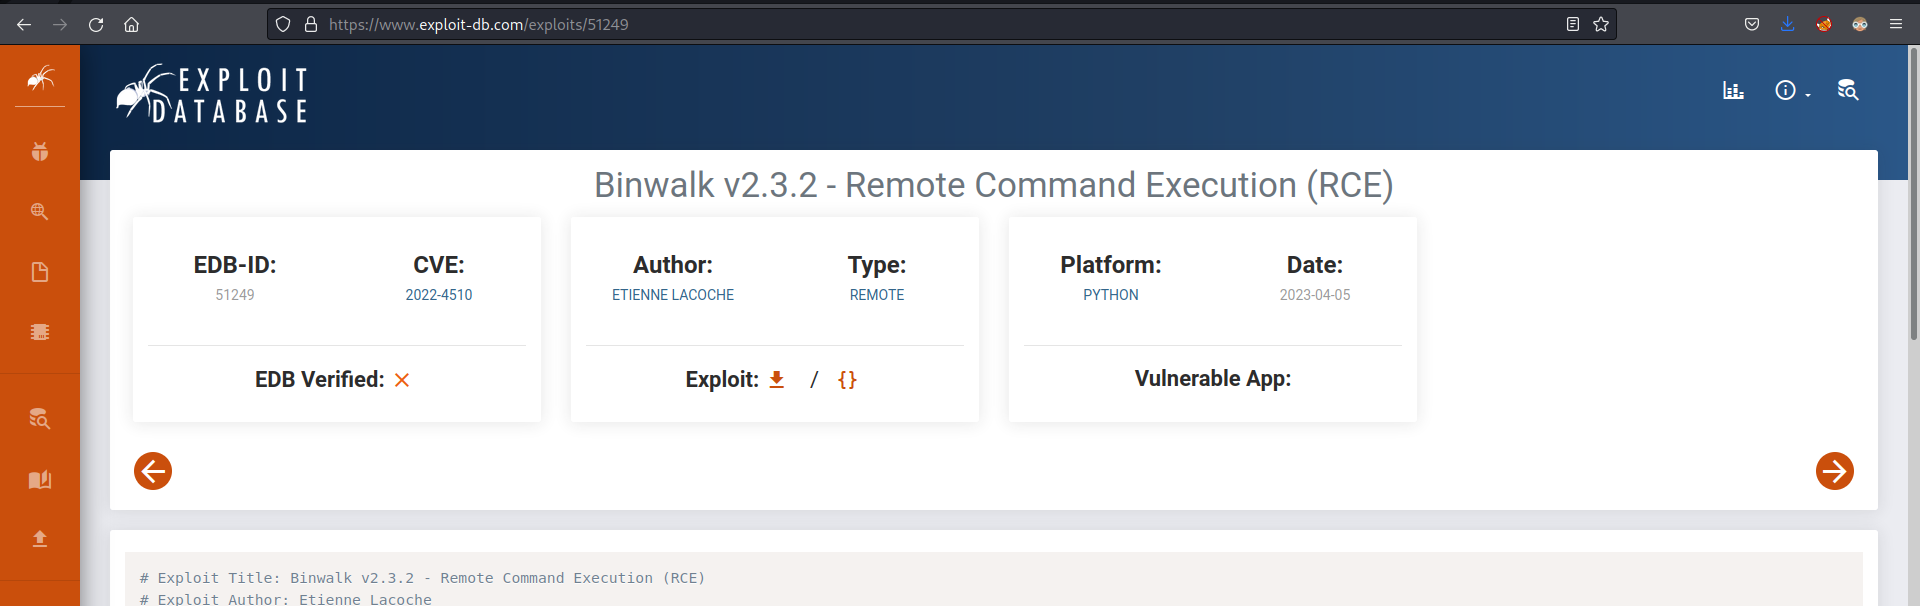 https://www.exploit-db.com/exploits/51249
EXPLOIT
DATABASE
Binwalk v2.3.2 - Remote Command Execution (RCE)
EDB-ID:
51249
CVE:
2022-4510
EDB Verified:
Author:
ETIENNE LACOCHE
Type:
REMOTE
Exploit: / {}
Platform:
PYTHON
Date:
2023-04-05
Vulnerable App:
# Exploit Title: Binwalk v2.3.2 - Remote Command Execution (RCE)
# Exploit Author: Etienne Lacoche